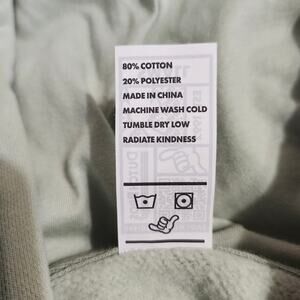 80% COTTON
20% POLYESTER
MADE IN CHINA
MACHINE WASH COLD
TUMBLE DRY LOW
RADIATE KINDNESS